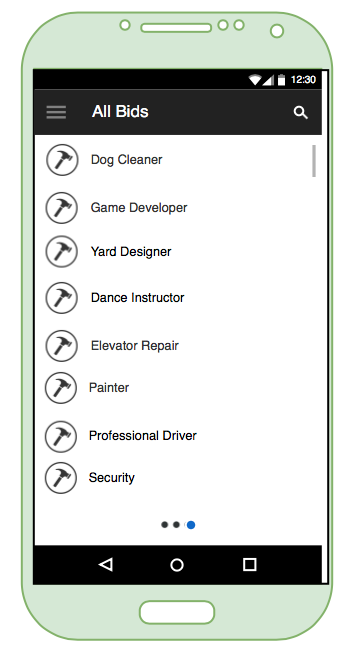 12:30
All Bids
Dog Cleaner
Game Developer
Yard Designer
Dance Instructor
Elevator Repair
Painter
Professional Driver
Security